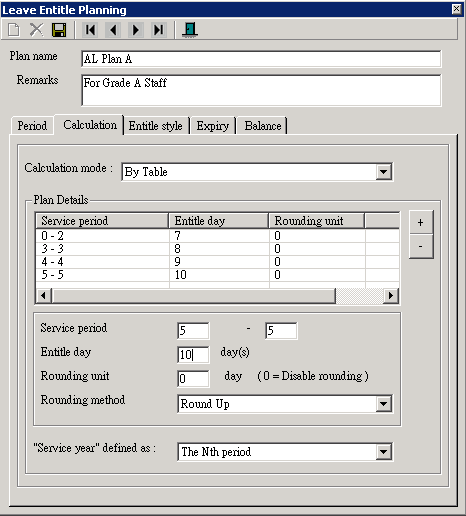 Leave Entitle Planning
Plan name AL Plan A
Remarks For Grade A Staff
Period Calculation Entitle style Expiry Balance
Calculation mode : By Table
Plan Details
Service period Entitle day Rounding unit
0 - 2 7 0
3 - 3 8 0
4 - 4 9 0
5 - 5 10 0
+
-
Service period 5 - 5
Entitle day 10 day(s)
Rounding unit 0 day ( 0 = Disable rounding )
Rounding method Round Up
"Service year" defined as : The Nth period